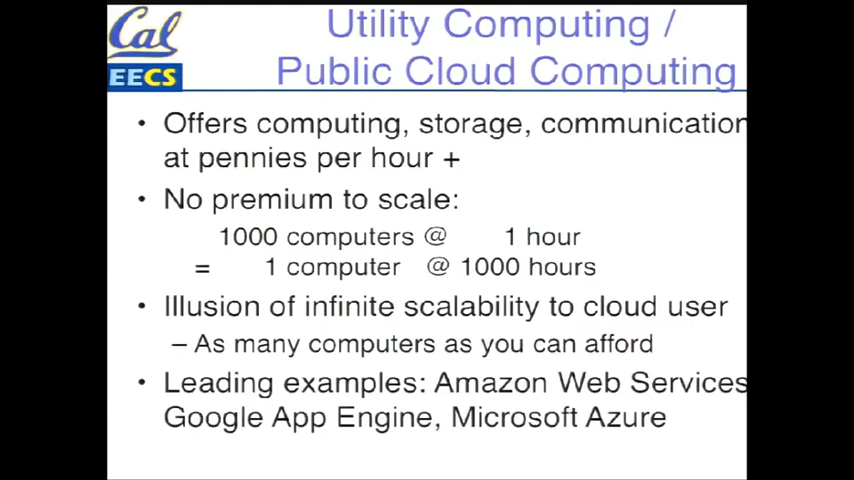 Cal
EECS
Utility Computing /
Public Cloud Computing
• Offers computing, storage, communication
at pennies per hour +
• No premium to scale:
1000 computers @ 1 hour
= 1 computer @ 1000 hours
• Illusion of infinite scalability to cloud user
– As many computers as you can afford
• Leading examples: Amazon Web Services
Google App Engine, Microsoft Azure